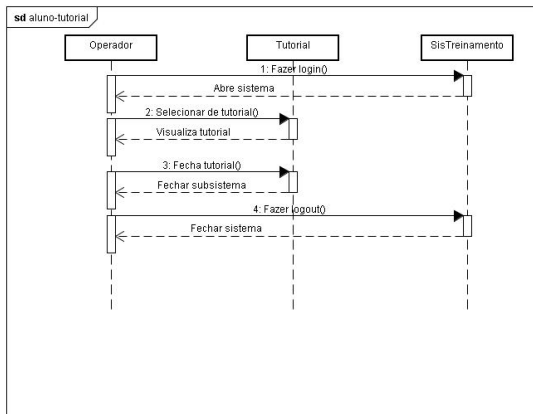 sd aluno-tutorial
Operador
Tutorial
SisTreinamento
1: Fazer login()
Abre sistema
2: Selecionar de tutorial()
Visualiza tutorial
3: Fecha tutorial()
Fechar subsistema
4: Fazer logout()
Fechar sistema